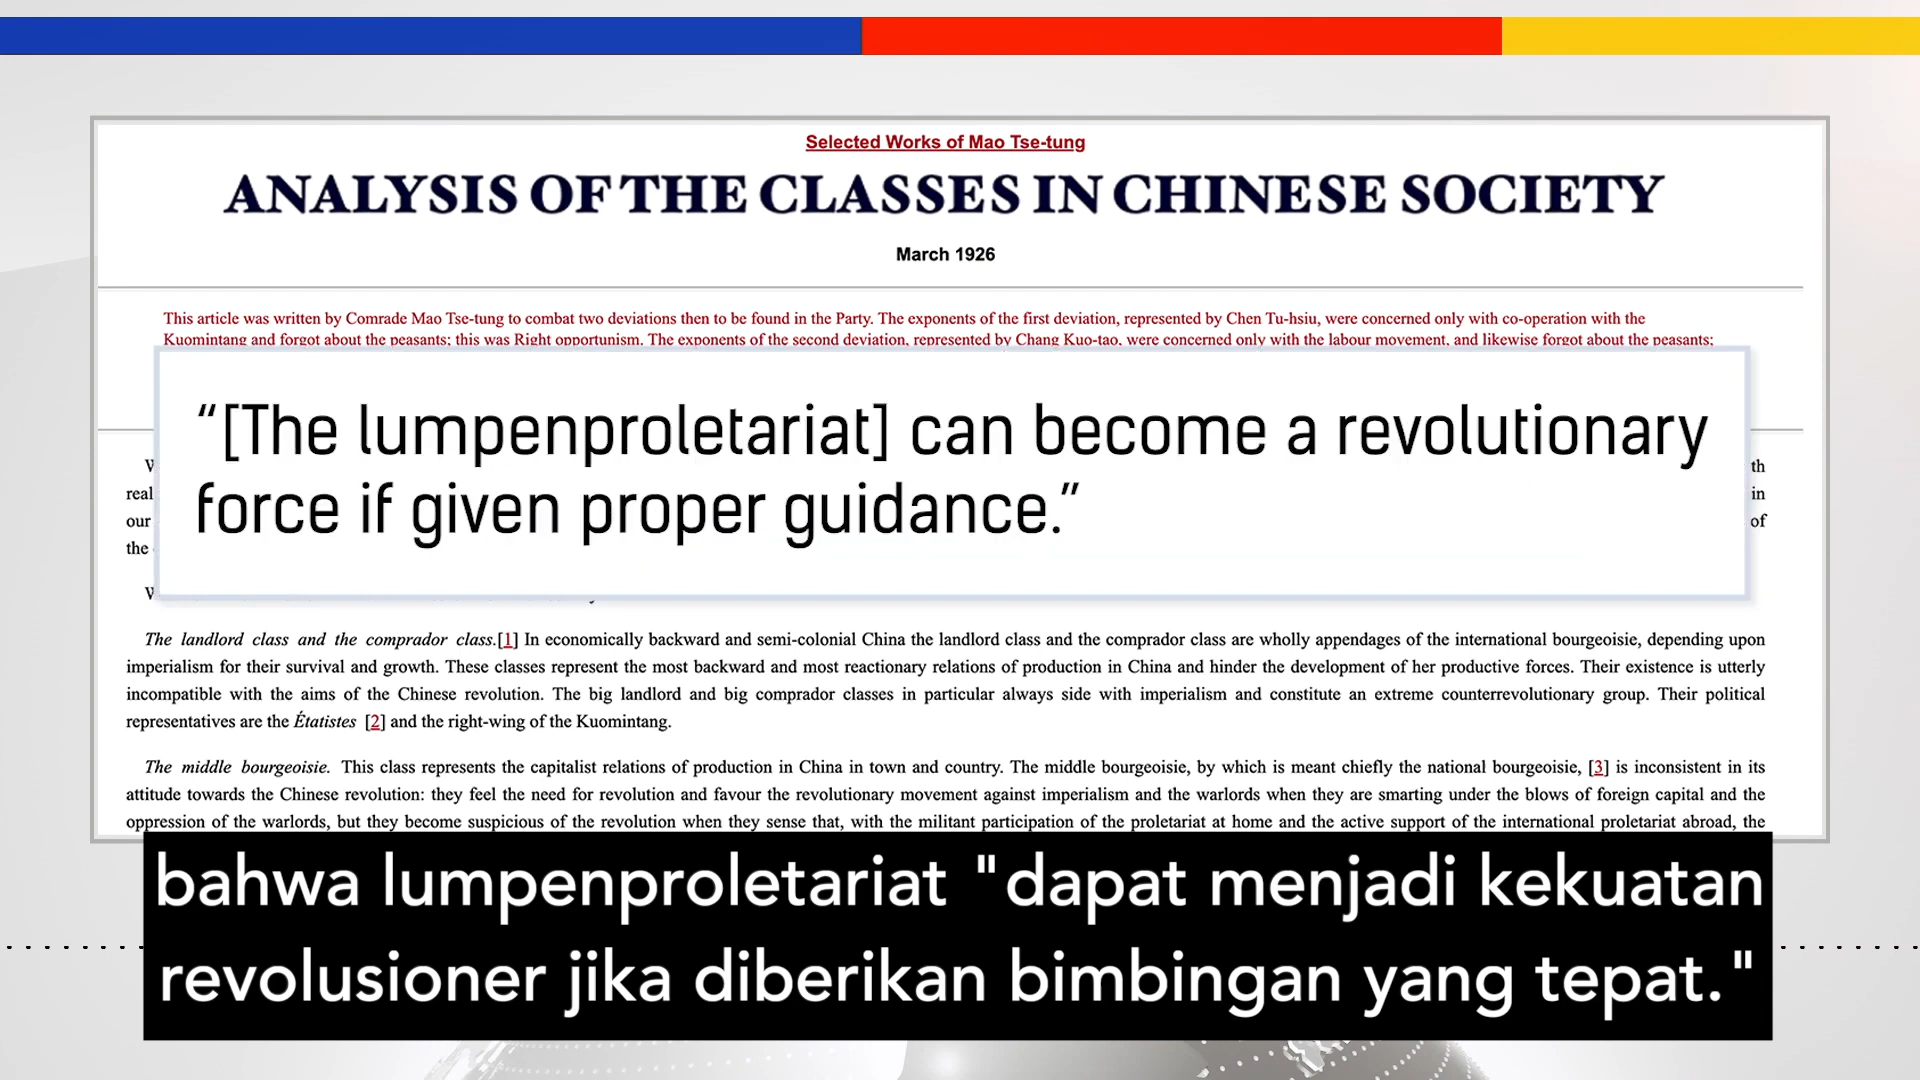 Selected Works of Mao Tse-tung
ANALYSIS OF THE CLASSES IN CHINESE SOCIETY
March 1926
This article was written by Comrade Mao Tse-tung to combat two deviations then to be found in the Party. The exponents of the first deviation, represented by Chen Tu-hsiu, were concerned only with co-operation with the
Kuomintang and forgot about the peasants; this was Right opportunism. The exponents of the second deviation, represented by Chang Kuo-tao, were concerned only with the labour movement, and likewise forgot about the peasants;
“[The lumpenproletariat] can become a revolutionary
force if given proper guidance.”
th
real in
our of
the
The landlord class and the comprador class.[1] In economically backward and semi-colonial China the landlord class and the comprador class are wholly appendages of the international bourgeoisie, depending upon
imperialism for their survival and growth. These classes represent the most backward and most reactionary relations of production in China and hinder the development of her productive forces. Their existence is utterly
incompatible with the aims of the Chinese revolution. The big landlord and big comprador classes in particular always side with imperialism and constitute an extreme counterrevolutionary group. Their political
representatives are the Étatistes [2] and the right-wing of the Kuomintang.
The middle bourgeoisie. This class represents the capitalist relations of production in China in town and country. The middle bourgeoisie, by which is meant chiefly the national bourgeoisie, [3] is inconsistent in its
attitude towards the Chinese revolution: they feel the need for revolution and favour the revolutionary movement against imperialism and the warlords when they are smarting under the blows of foreign capital and the
oppression of the warlords, but they become suspicious of the revolution when they sense that, with the militant participation of the proletariat at home and the active support of the international proletariat abroad, the
bahwa lumpenproletariat "dapat menjadi kekuatan
revolusioner jika diberikan bimbingan yang tepat."